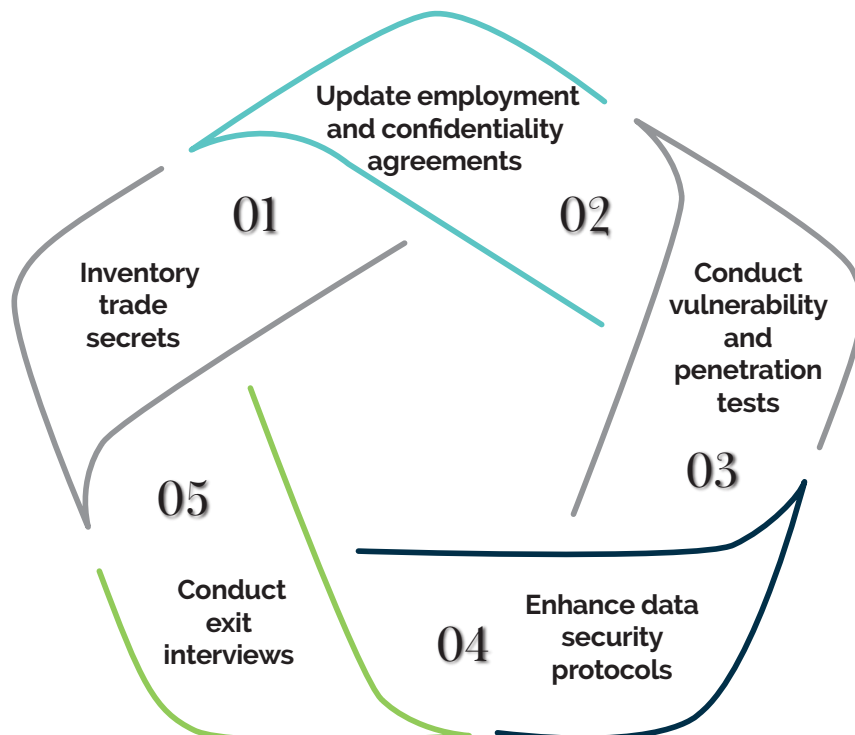 01
Inventory
trade
secrets
Update employment
and confidentiality
agreements
02
Conduct
vulnerability
and
penetration
tests
03
04
Enhance data
security
protocols
05
Conduct
exit
interviews